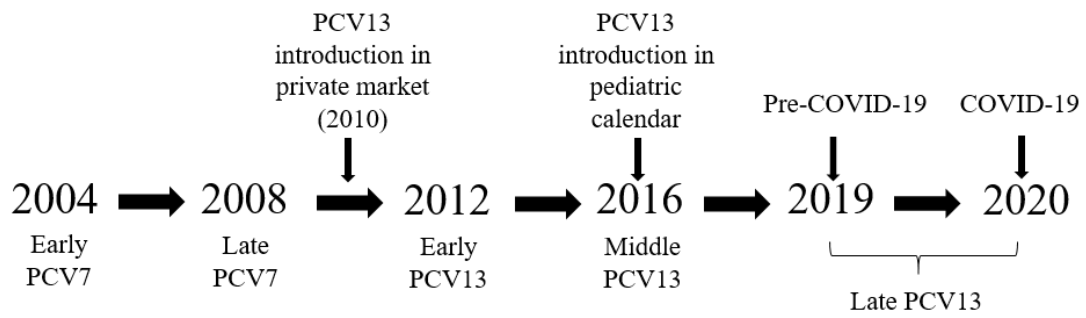 PCV13
introduction in
private market
(2010)
PCV13
introduction in
pediatric
calendar
Pre-COVID-19
COVID-19
2004
2008
2012
2016
2019
2020
Early
PCV7
Late
PCV7
Early
PCV13
Middle
PCV13
Late PCV13